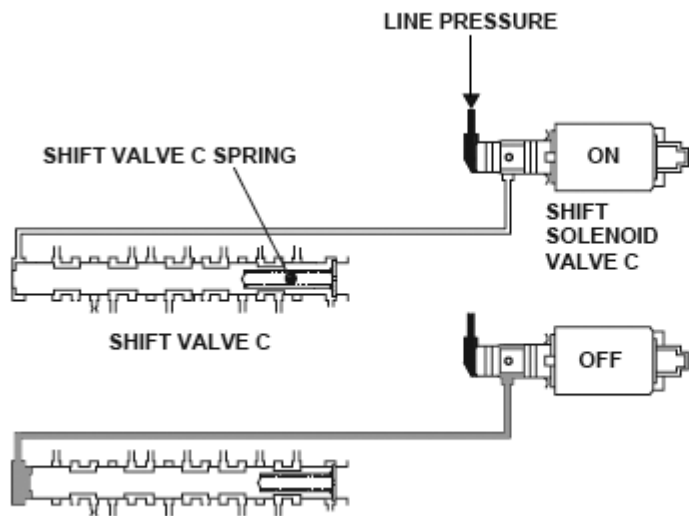 LINE PRESSURE
SHIFT VALVE C SPRING
ON
SHIFT
SOLENOID
VALVE C
SHIFT VALVE C
OFF